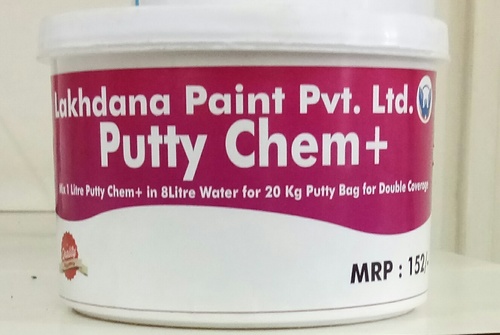 Lakhdana Paint Pvt. Ltd.
Putty Chem+
Mix 1 Litre Putty Chem+ in 8Litre Water for 20 Kg Putty Bag for Double Coverage
MRP : 152/-